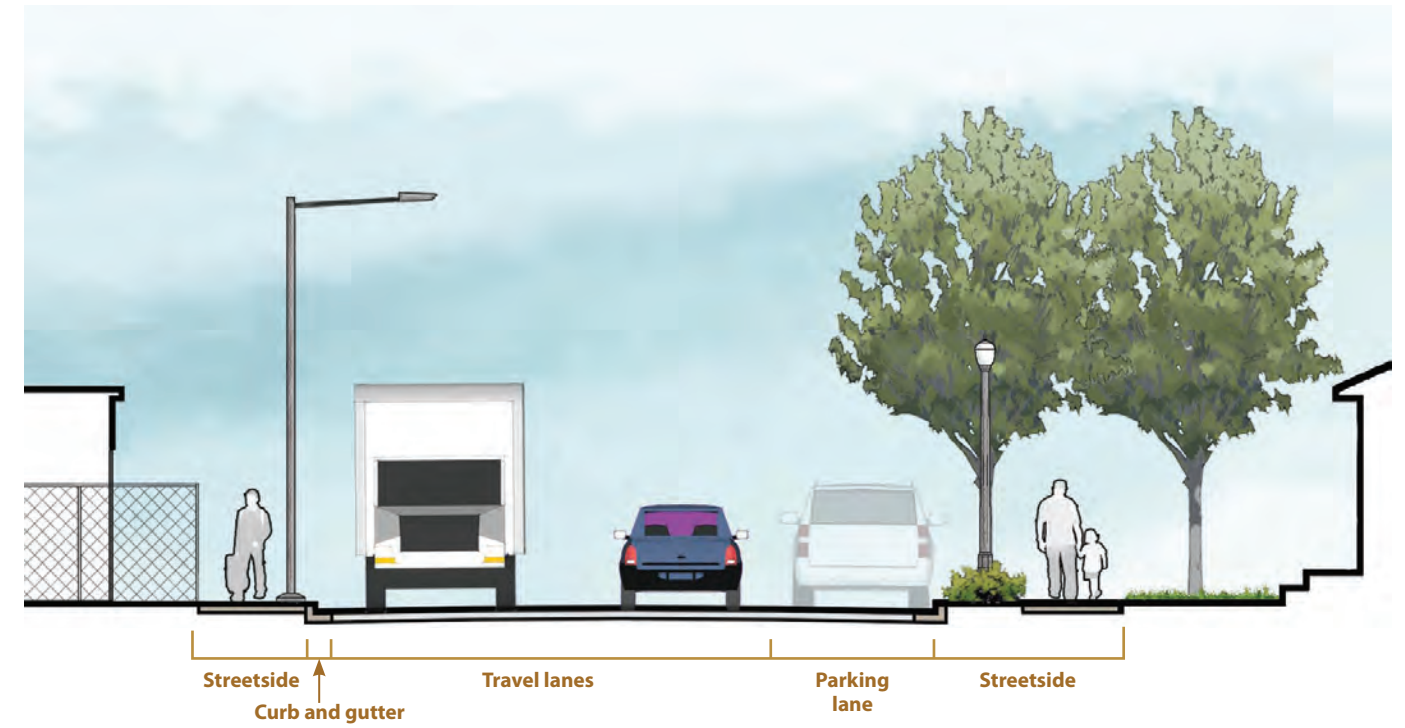 Streetside
Travel lanes
Parking
lane
Streetside
Curb and gutter